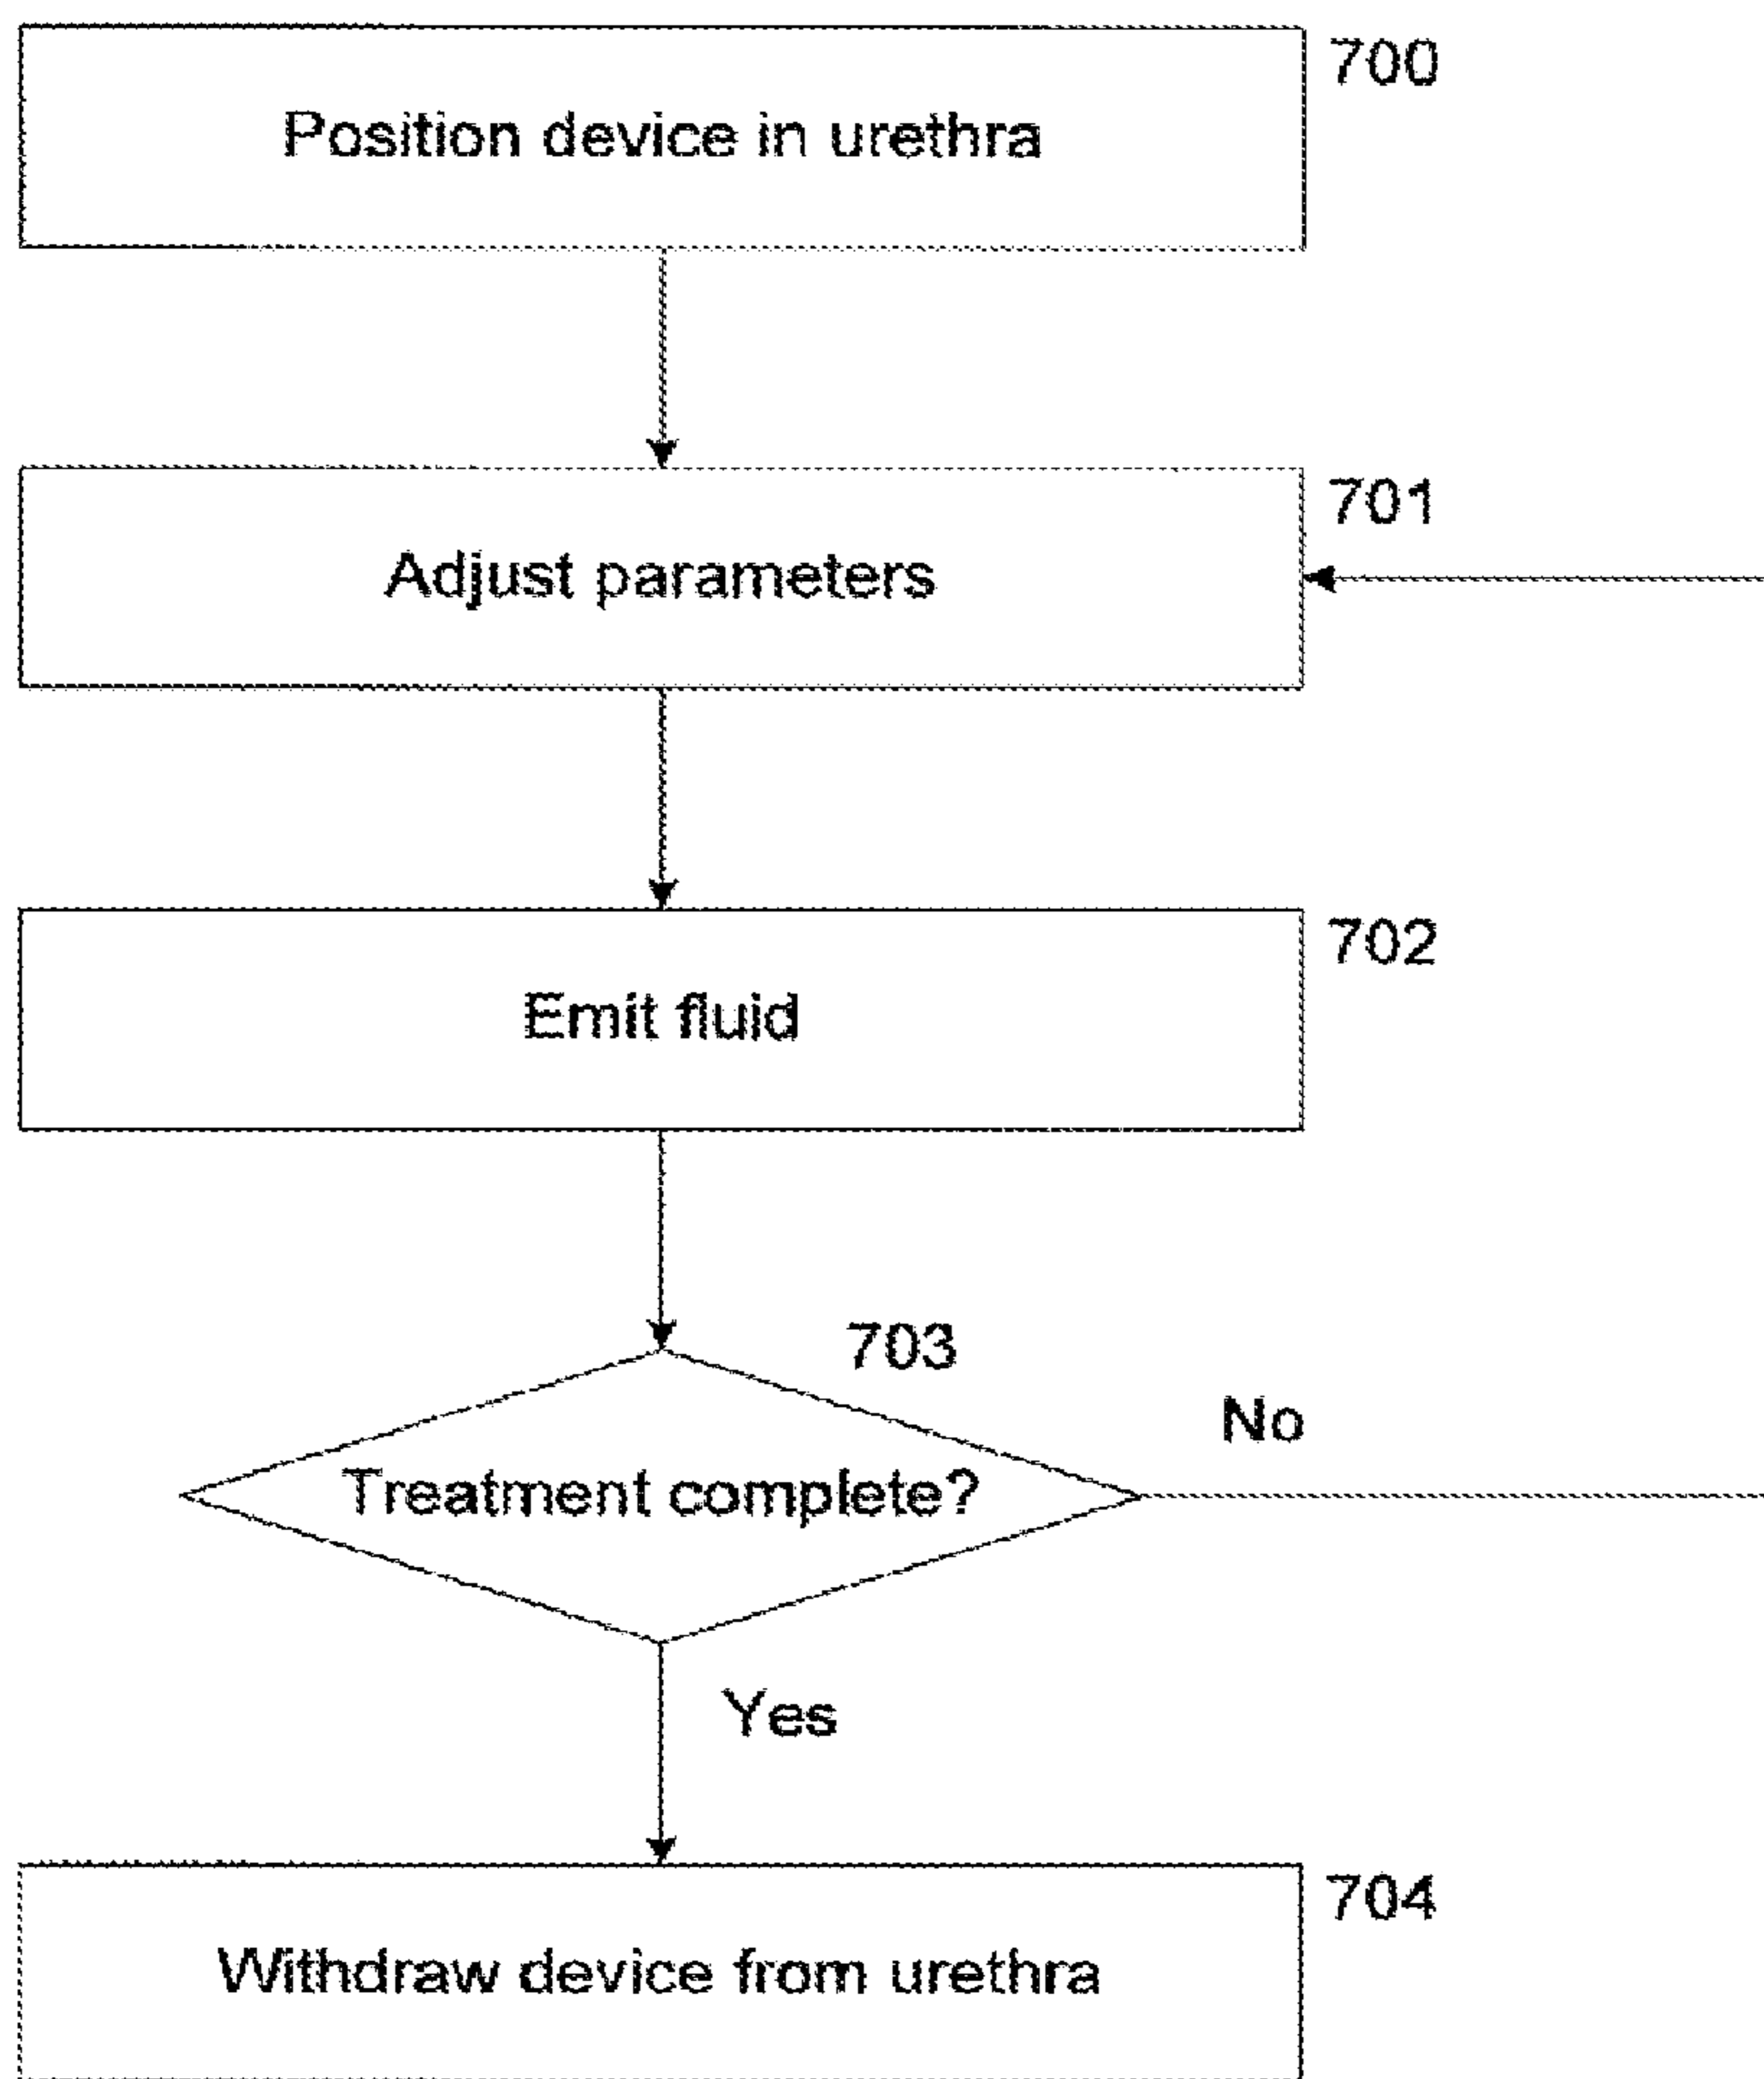 700
Position device in urethra
701
Adjust parameters
702
Emit fluid
703
No
Treatment complete?
Yes
704
Withdraw device from urethra